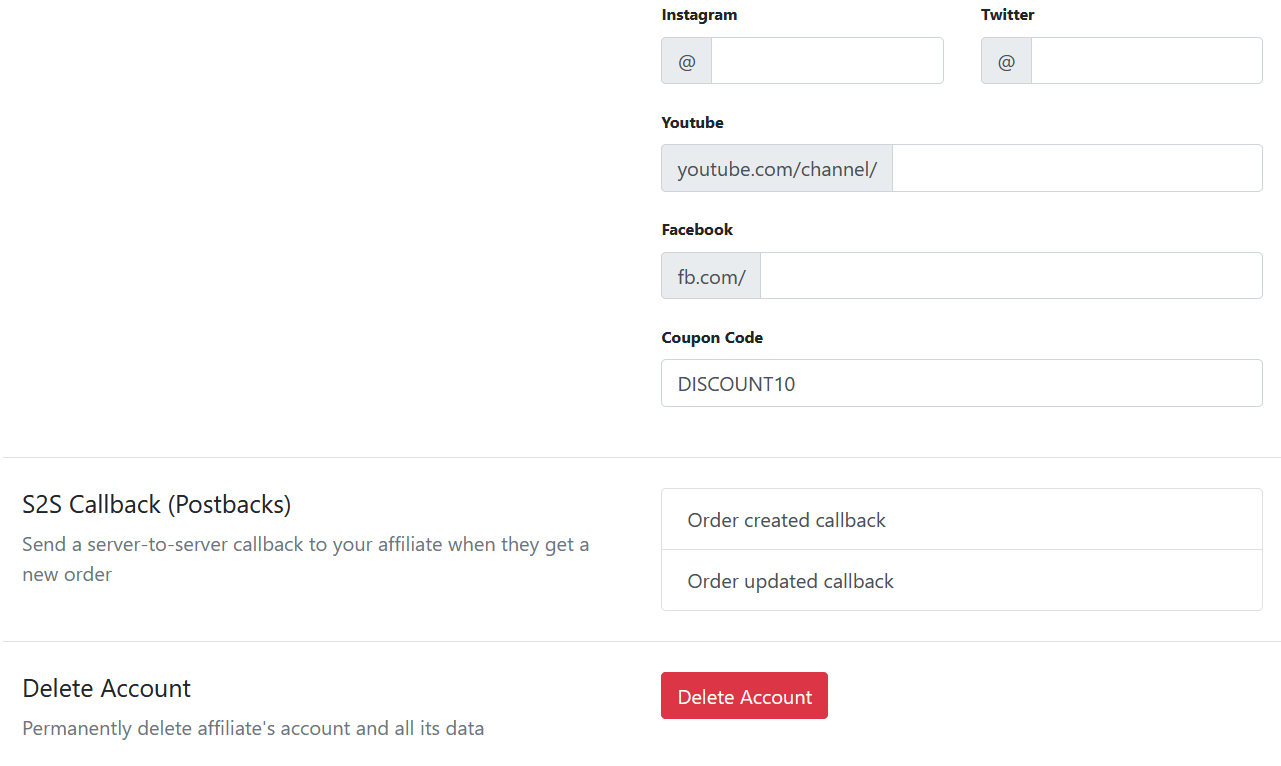 Instagram
Twitter
@
@
Youtube
youtube.com/channel/
Facebook
fb.com/
Coupon Code
DISCOUNT10
S2S Callback (Postbacks)
Send a server-to-server callback to your affiliate when they get a
new order
Order created callback
Order updated callback
Delete Account
Permanently delete affiliate's account and all its data
Delete Account